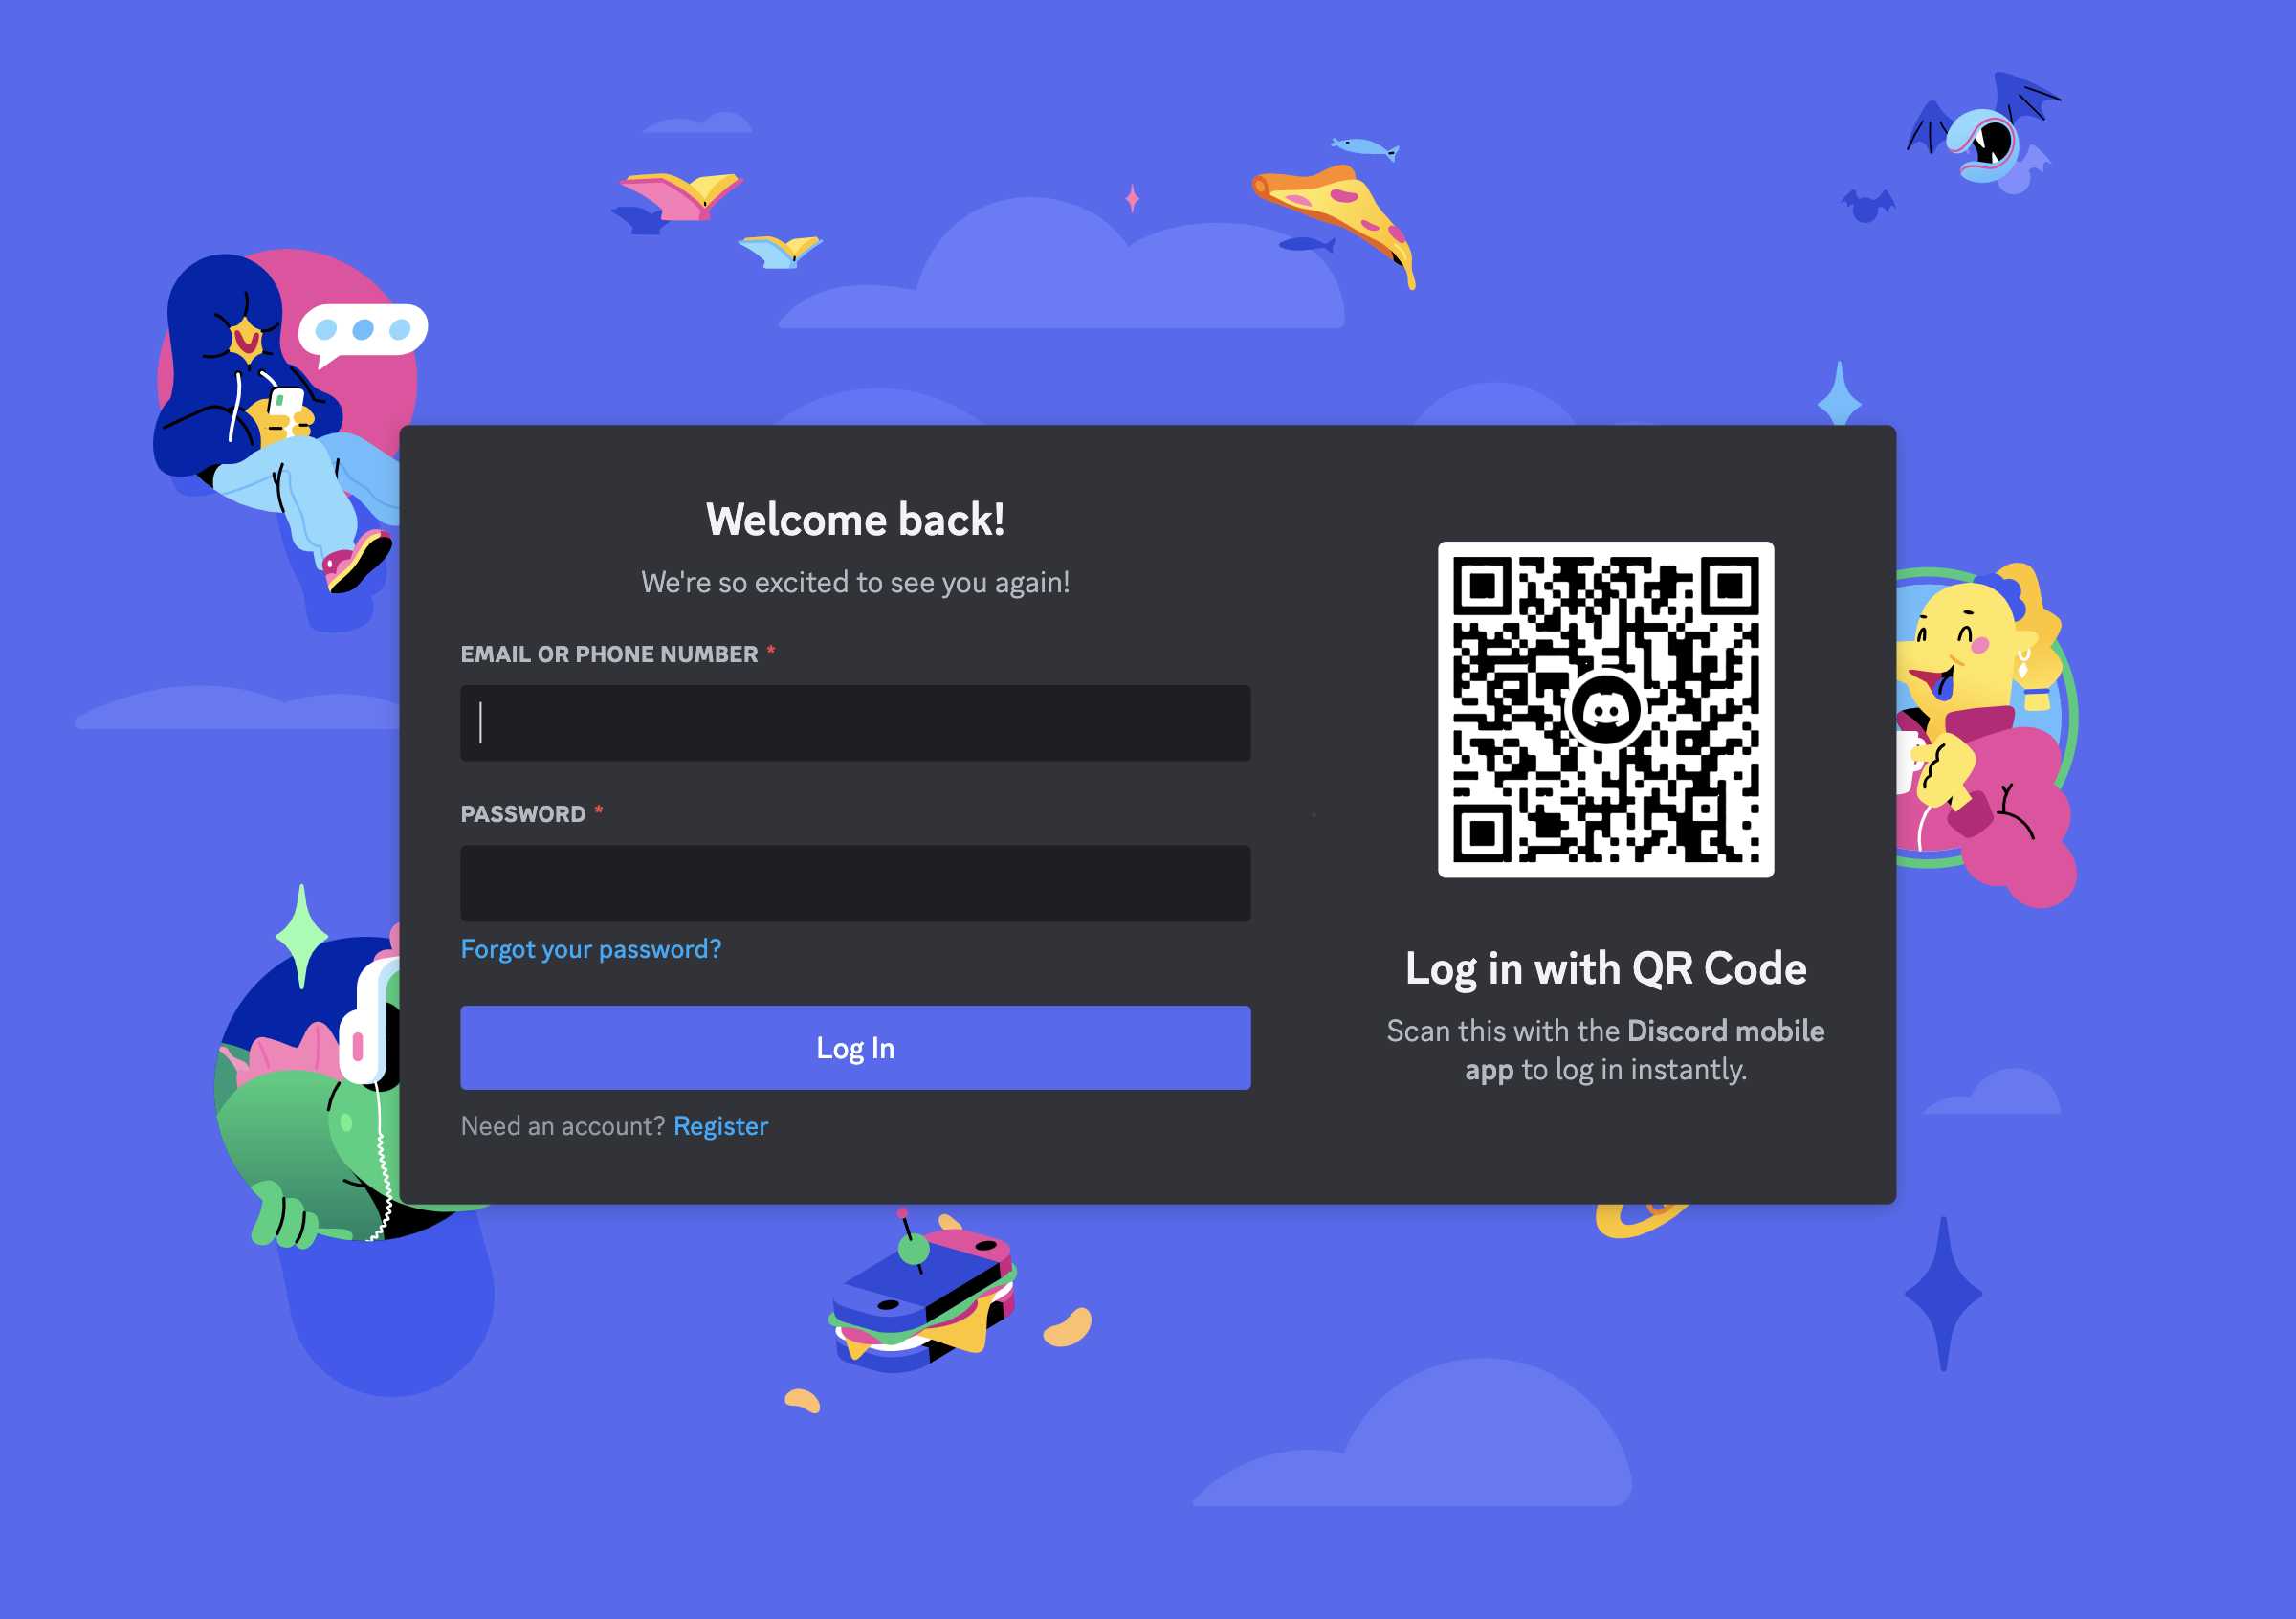 Welcome back!
We're so excited to see you again!
EMAIL OR PHONE NUMBER *
PASSWORD *
Forgot your password?
Log In
Need an account? Register
Log in with QR Code
Scan this with the Discord mobile
app to log in instantly.